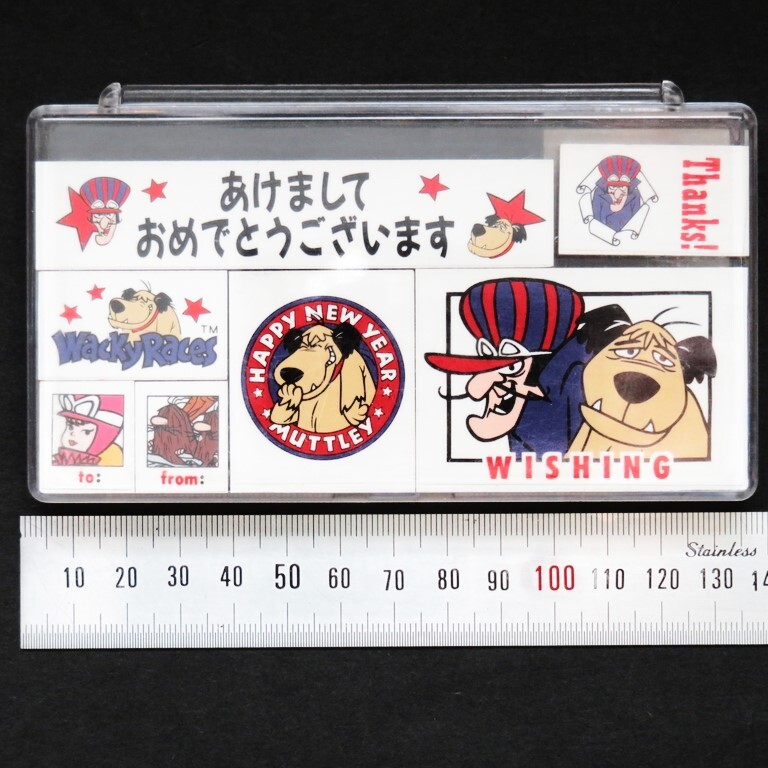 あけまして
おめでとうございます
Thanks!
Wacky Races™
HAPPY NEW YEAR
MUTTLEY
WISHING
to:
from:
Stainless
10 20 30 40 50 60 70 80 90 100 110 120 130 14